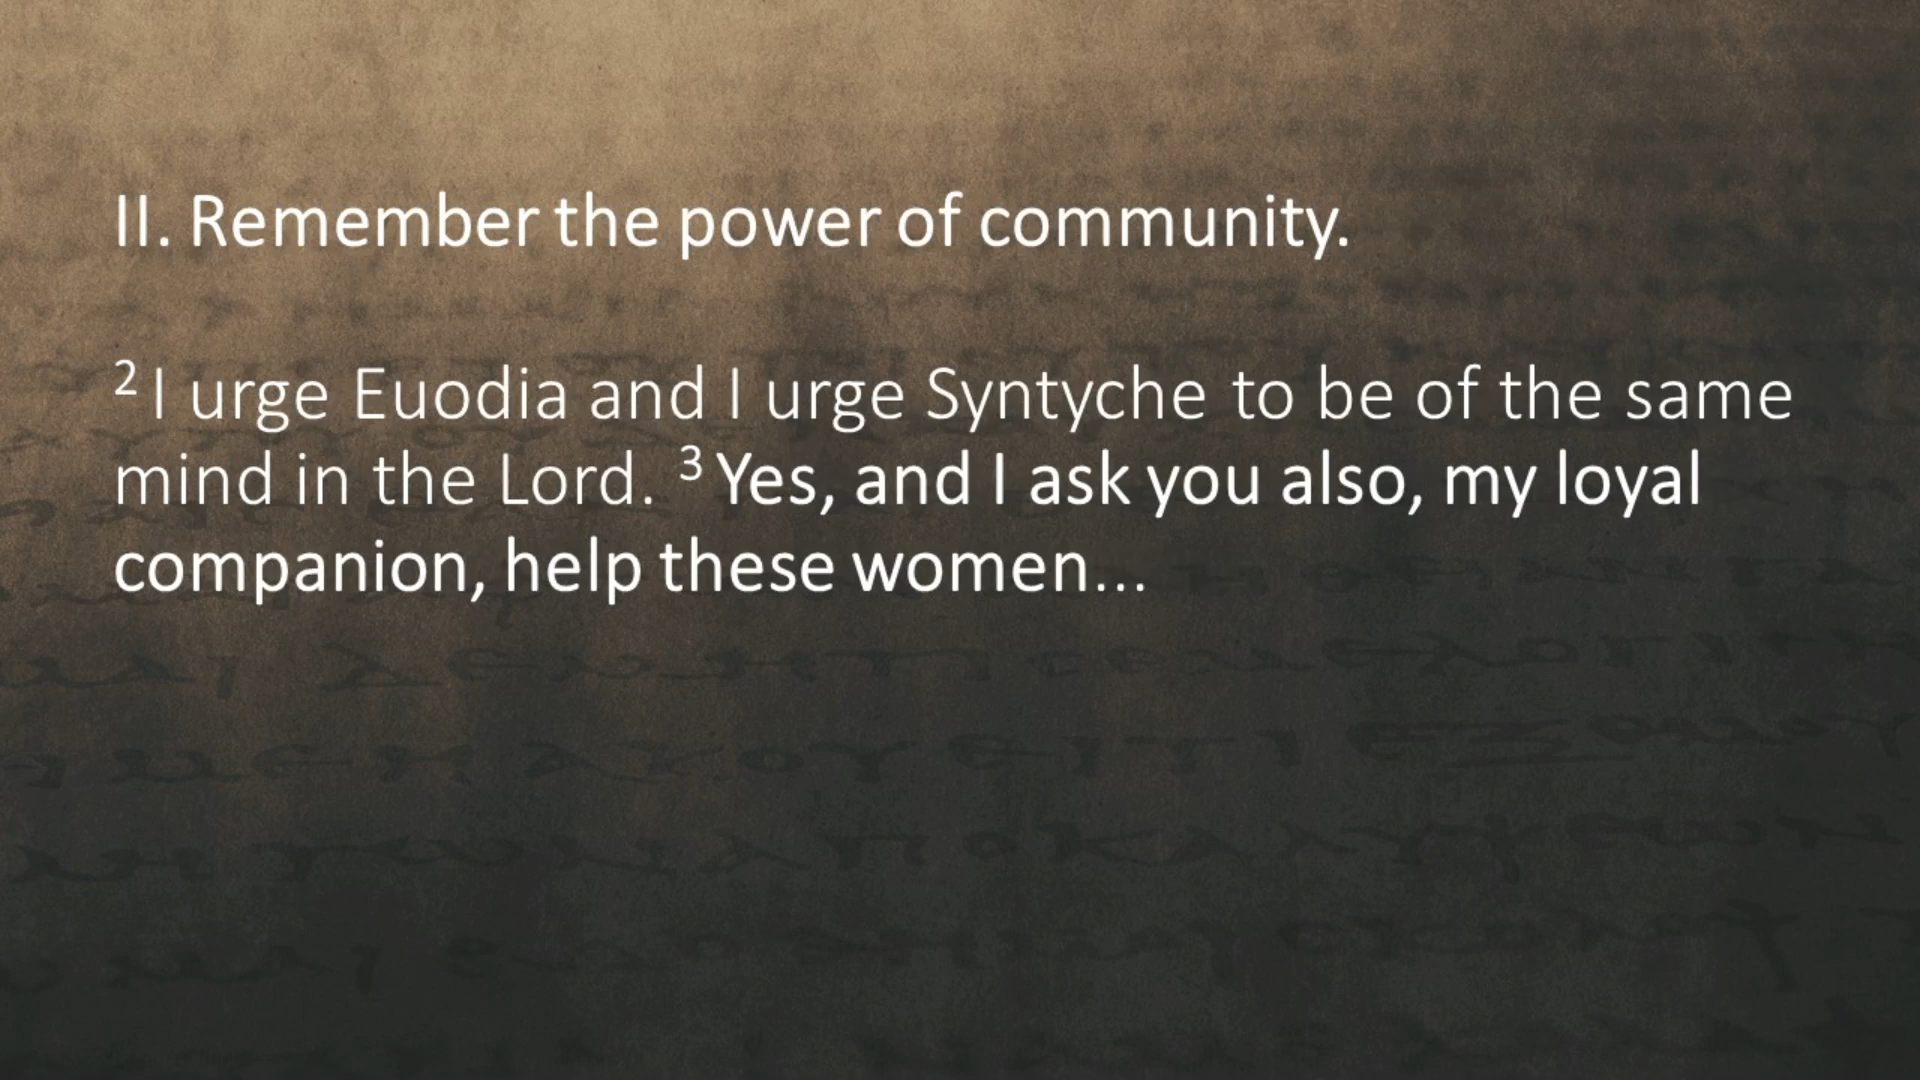 II. Remember the power of community.
² I urge Euodia and I urge Syntyche to be of the same
mind in the Lord. ³ Yes, and I ask you also, my loyal
companion, help these women…